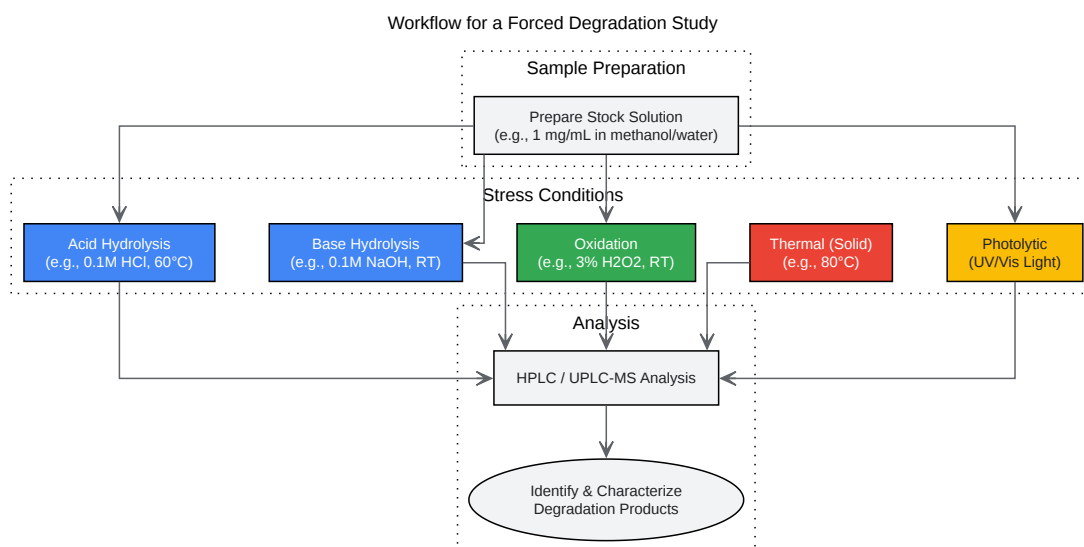 Workflow for a Forced Degradation Study
Sample Preparation
Prepare Stock Solution
(e.g., 1 mg/mL in methanol/water)
Stress Conditions
Acid Hydrolysis
(e.g., 0.1M HCl, 60°C)
Base Hydrolysis
(e.g., 0.1M NaOH, RT)
Oxidation
(e.g., 3% H2O2, RT)
Thermal (Solid)
(e.g., 80°C)
Photolytic
(UV/Vis Light)
Analysis
HPLC / UPLC-MS Analysis
Identify & Characterize
Degradation Products